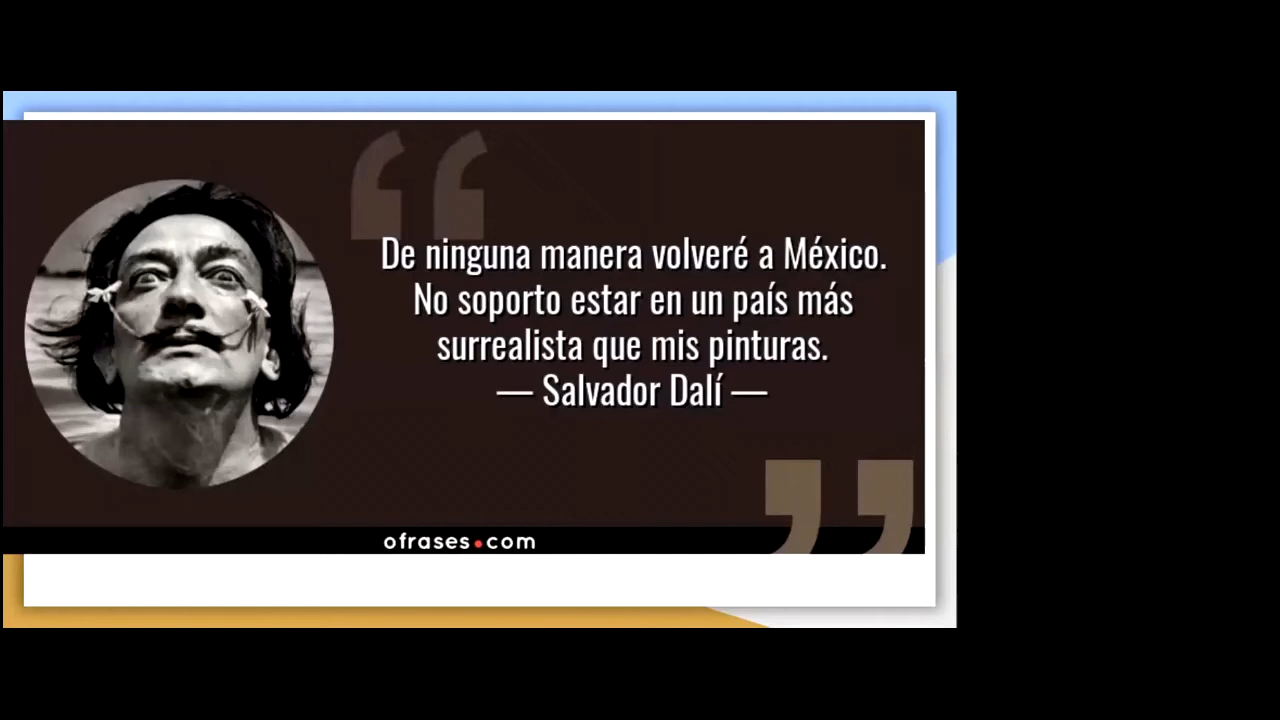 De ninguna manera volveré a México.
No soporto estar en un país más
surrealista que mis pinturas.
— Salvador Dalí —
ofrases.com